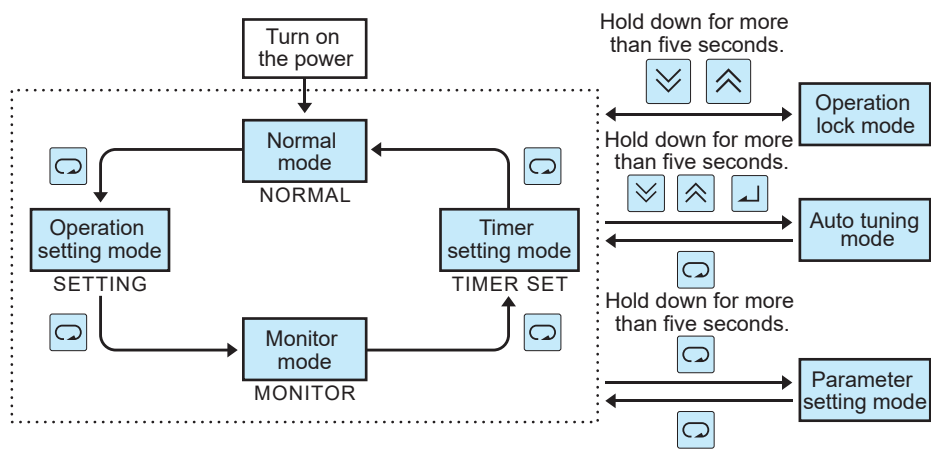 Turn on
the power
Normal
mode
NORMAL
Operation
setting mode
SETTING
Timer
setting mode
TIMER SET
Monitor
mode
MONITOR
Hold down for more
than five seconds.
Operation
lock mode
Hold down for more
than five seconds.
Auto tuning
mode
Hold down for more
than five seconds.
Parameter
setting mode